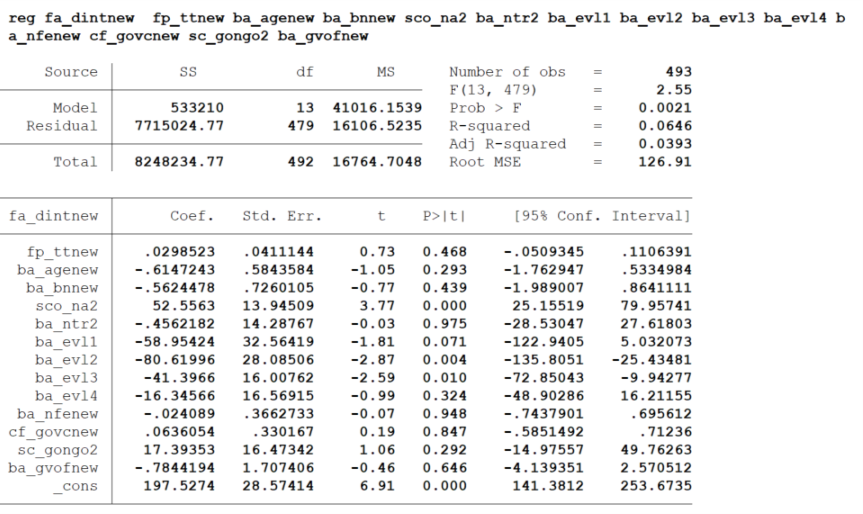 reg fa_dintnew  fp_ttnew ba_agenew ba_bnnew sco_na2 ba_ntr2 ba_evl1 ba_evl2 ba_evl3 ba_evl4 b
a_nfenew cf_govcnew sc_gongo2 ba_gvofnew
Source SS df MS Number of obs = 493
F(13, 479) = 2.55
Model 533210 13 41016.1539 Prob > F = 0.0021
Residual 7715024.77 479 16106.5235 R-squared = 0.0646
Adj R-squared = 0.0393
Total 8248234.77 492 16764.7048 Root MSE = 126.91
fa_dintnew Coef. Std. Err. t P>|t| [95% Conf. Interval]
fp_ttnew .0298523 .0411144 0.73 0.468 -.0509345 .1106391
ba_agenew -.6147243 .5843584 -1.05 0.293 -1.762947 .5334984
ba_bnnew -.5624478 .7260105 -0.77 0.439 -1.989007 .8641111
sco_na2 52.5563 13.94509 3.77 0.000 25.15519 79.95741
ba_ntr2 -.4562182 14.28767 -0.03 0.975 -28.53047 27.61803
ba_evl1 -58.95424 32.56419 -1.81 0.071 -122.9405 5.032073
ba_evl2 -80.61996 28.08506 -2.87 0.004 -135.8051 -25.43481
ba_evl3 -41.3966 16.00762 -2.59 0.010 -72.85043 -9.94277
ba_evl4 -16.34566 16.56915 -0.99 0.324 -48.90286 16.21155
ba_nfenew -.024089 .3662733 -0.07 0.948 -.7437901 .695612
cf_govcnew .0636054 .330167 0.19 0.847 -.5851492 .71236
sc_gongo2 17.39353 16.47342 1.06 0.292 -14.97557 49.76263
ba_gvofnew -.7844194 1.707406 -0.46 0.646 -4.139351 2.570512
_cons 197.5274 28.57414 6.91 0.000 141.3812 253.6735